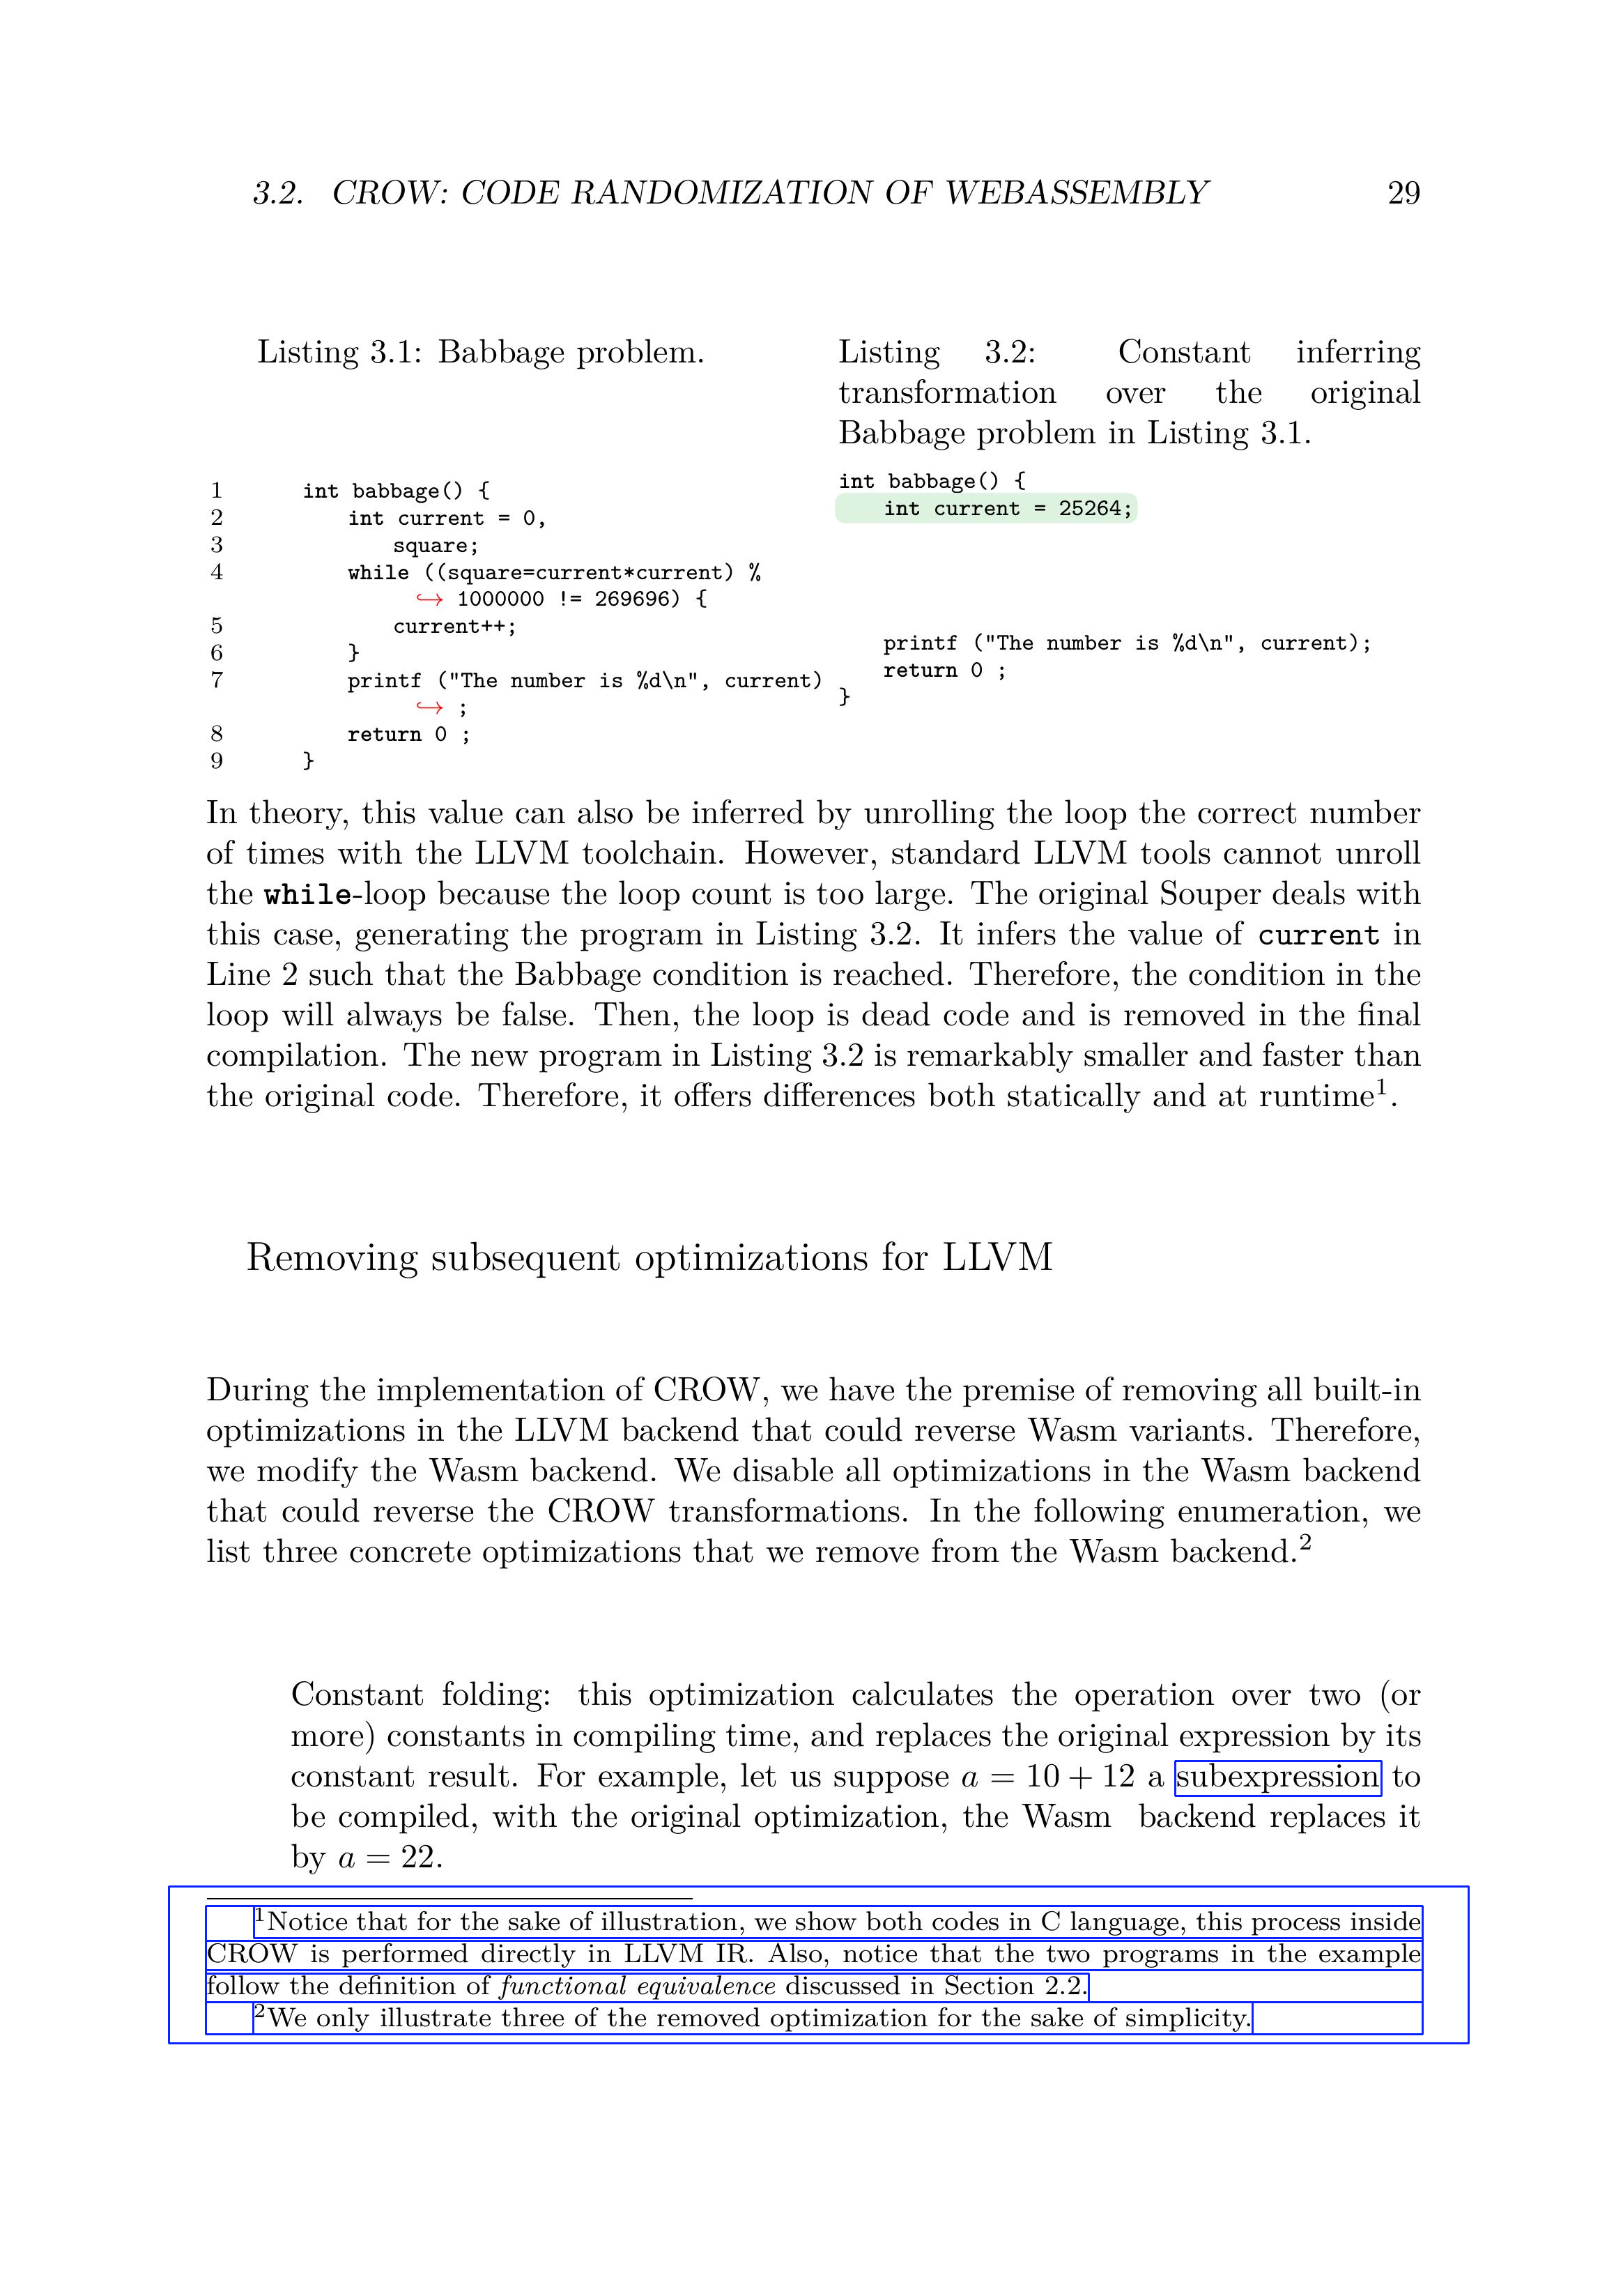 3.2. CROW: CODE RANDOMIZATION OF WEBASSEMBLY 29
Listing 3.1: Babbage problem.
1 int babbage() {
2 int current = 0,
3 square;
4 while ((square=current*current) %
↪ 1000000 != 269696) {
5 current++;
6 }
7 printf ("The number is %d\n", current)
↪ ;
8 return 0 ;
9 }
Listing 3.2: Constant inferring
transformation over the original
Babbage problem in Listing 3.1.
int babbage() {
int current = 25264;
printf ("The number is %d\n", current);
return 0 ;
}
In theory, this value can also be inferred by unrolling the loop the correct number
of times with the LLVM toolchain. However, standard LLVM tools cannot unroll
the while-loop because the loop count is too large. The original Souper deals with
this case, generating the program in Listing 3.2. It infers the value of current in
Line 2 such that the Babbage condition is reached. Therefore, the condition in the
loop will always be false. Then, the loop is dead code and is removed in the final
compilation. The new program in Listing 3.2 is remarkably smaller and faster than
the original code. Therefore, it offers differences both statically and at runtime¹.
Removing subsequent optimizations for LLVM
During the implementation of CROW, we have the premise of removing all built-in
optimizations in the LLVM backend that could reverse Wasm variants. Therefore,
we modify the Wasm backend. We disable all optimizations in the Wasm backend
that could reverse the CROW transformations. In the following enumeration, we
list three concrete optimizations that we remove from the Wasm backend.²
Constant folding: this optimization calculates the operation over two (or
more) constants in compiling time, and replaces the original expression by its
constant result. For example, let us suppose a = 10 + 12 a subexpression to
be compiled, with the original optimization, the Wasm backend replaces it
by a = 22.
¹Notice that for the sake of illustration, we show both codes in C language, this process inside
CROW is performed directly in LLVM IR. Also, notice that the two programs in the example
follow the definition of functional equivalence discussed in Section 2.2.
²We only illustrate three of the removed optimization for the sake of simplicity.